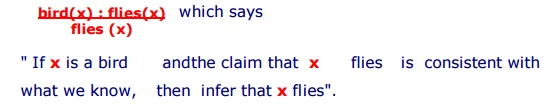 bird(x) : flies(x) which says
flies (x)
" If x is a bird andthe claim that x flies is consistent with
what we know, then infer that x flies".